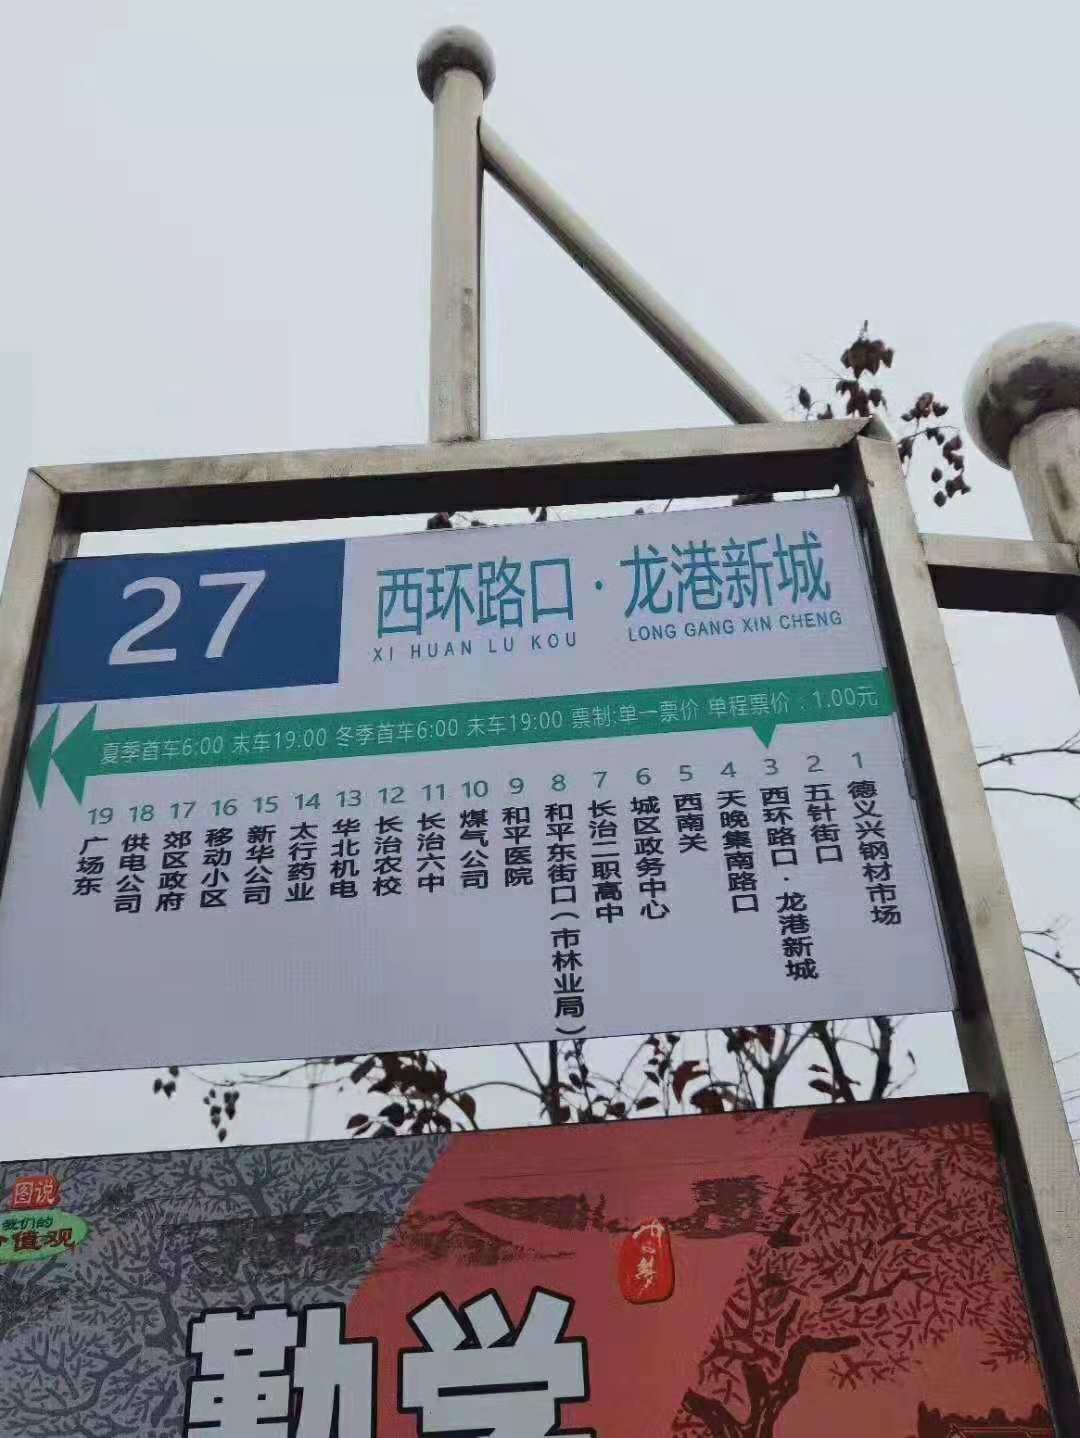 27
西环路口·龙港新城
XI HUAN LU KOU LONG GANG XIN CHENG
夏季首车6:00 末车19:00 冬季首车6:00 末车19:00 票制:单一票价 单程票价:1.00元
1 德义兴钢材市场
2 五针街口
3 西环路口·龙港新城
4 天晚集南路口
5 西南关
6 城区政务中心
7 长治二职高中
8 和平东街口(市林业局)
9 和平医院
10 煤气公司
11 长治六中
12 长治农校
13 华北机电
14 太行药业
15 新华公司
16 移动小区
17 郊区政府
18 供电公司
19 广场东
图说
我们的
价值观
勤学